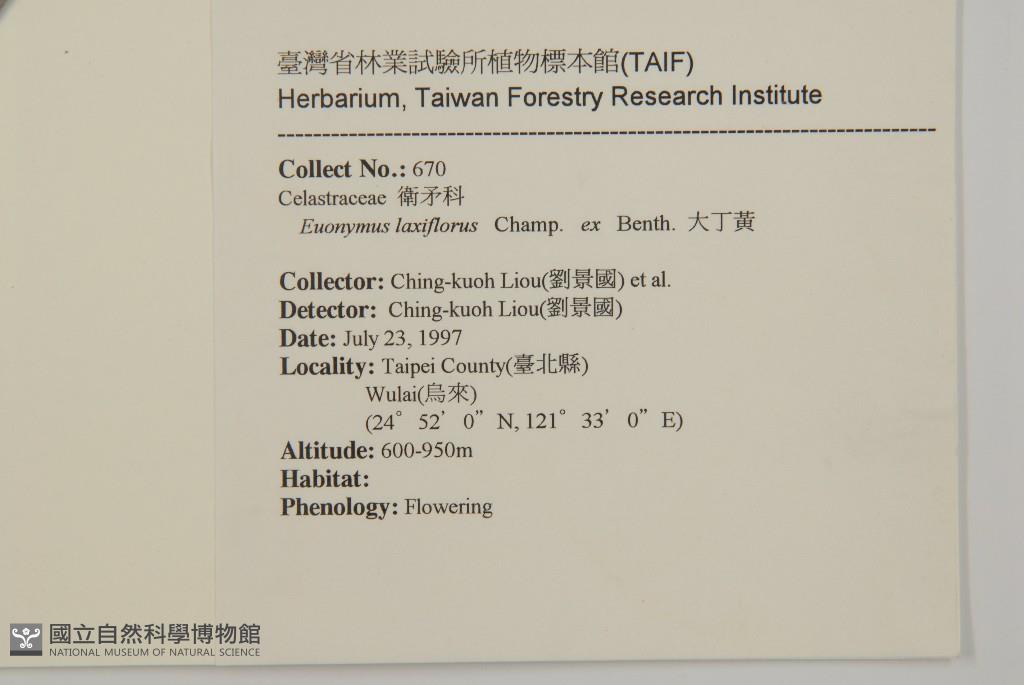 臺灣省林業試驗所植物標本館(TAIF)
Herbarium, Taiwan Forestry Research Institute
--------------------------------------------------------------------------------
Collect No.: 670
Celastraceae 衛矛科
Euonymus laxiflorus Champ. ex Benth. 大丁黃
Collector: Ching-kuoh Liou(劉景國) et al.
Detector: Ching-kuoh Liou(劉景國)
Date: July 23, 1997
Locality: Taipei County(臺北縣)
Wulai(烏來)
(24° 52’ 0” N, 121° 33’ 0” E)
Altitude: 600-950m
Habitat:
Phenology: Flowering
國立自然科學博物館
NATIONAL MUSEUM OF NATURAL SCIENCE